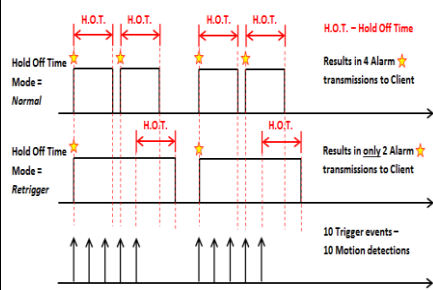 H.O.T. H.O.T. H.O.T. H.O.T. H.O.T. – Hold Off Time
Hold Off Time
Mode =
Normal
Results in 4 Alarm
transmissions to Client
H.O.T. H.O.T.
Hold Off Time
Mode =
Retrigger
Results in only 2 Alarm
transmissions to Client
10 Trigger events –
10 Motion detections